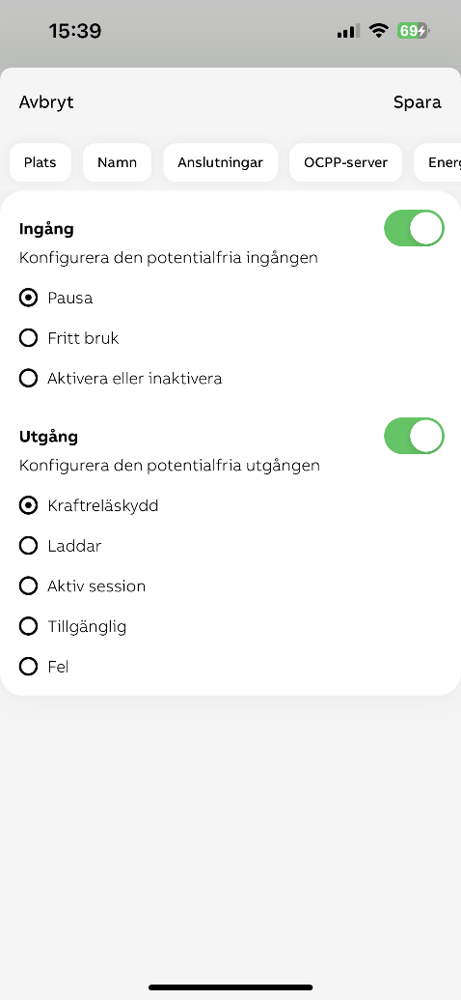 15:39
69
Avbryt
Spara
Plats
Namn
Anslutningar
OCPP-server
Energ
Ingång
Konfigurera den potentialfria ingången
Pausa
Fritt bruk
Aktivera eller inaktivera
Utgång
Konfigurera den potentialfria utgången
Kraftreläskydd
Laddar
Aktiv session
Tillgänglig
Fel